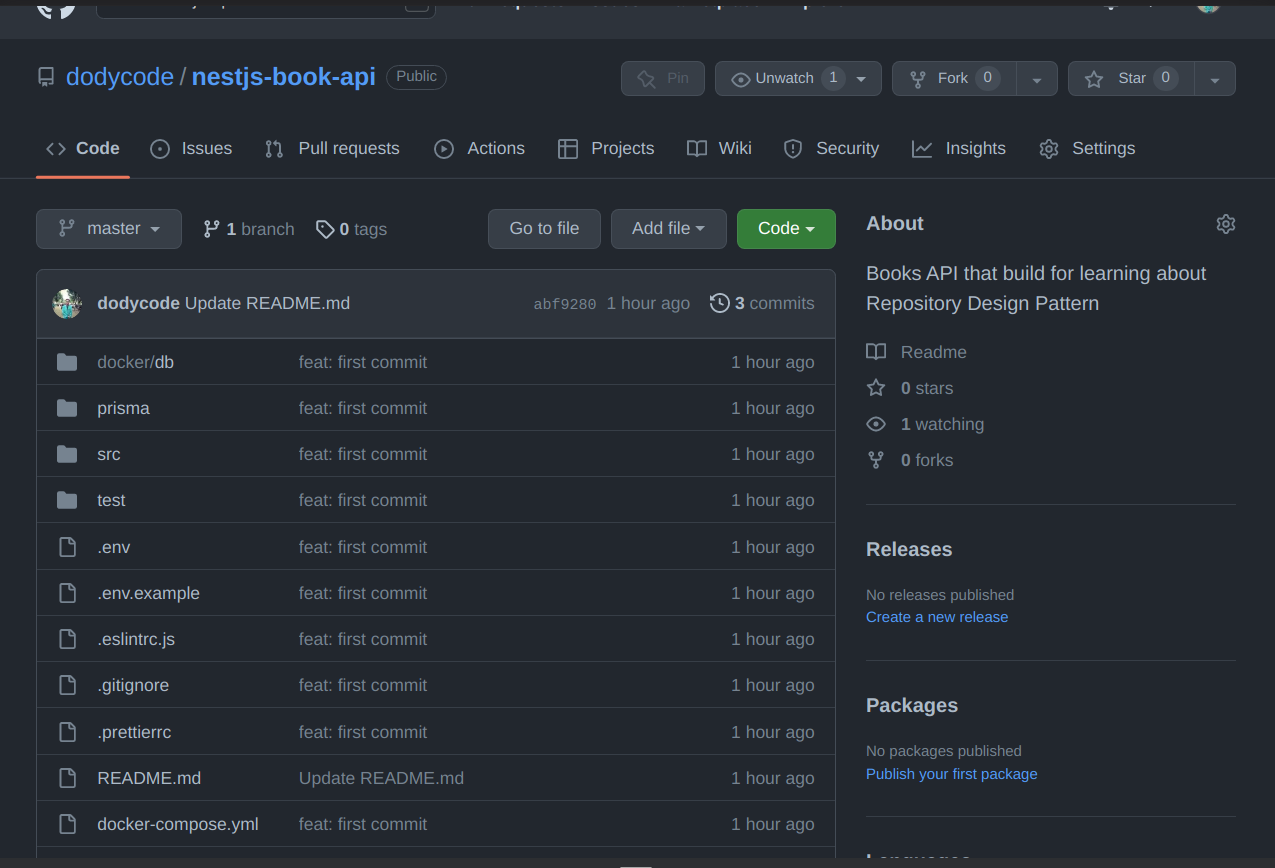 dodycode / nestjs-book-api Public
Pin Unwatch 1 Fork 0 Star 0
Code Issues Pull requests Actions Projects Wiki Security Insights Settings
master 1 branch 0 tags Go to file Add file Code
dodycode Update README.md abf9280 1 hour ago 3 commits
docker/db feat: first commit 1 hour ago
prisma feat: first commit 1 hour ago
src feat: first commit 1 hour ago
test feat: first commit 1 hour ago
.env feat: first commit 1 hour ago
.env.example feat: first commit 1 hour ago
.eslintrc.js feat: first commit 1 hour ago
.gitignore feat: first commit 1 hour ago
.prettierrc feat: first commit 1 hour ago
README.md Update README.md 1 hour ago
docker-compose.yml feat: first commit 1 hour ago
About
Books API that build for learning about
Repository Design Pattern
Readme
0 stars
1 watching
0 forks
Releases
No releases published
Create a new release
Packages
No packages published
Publish your first package